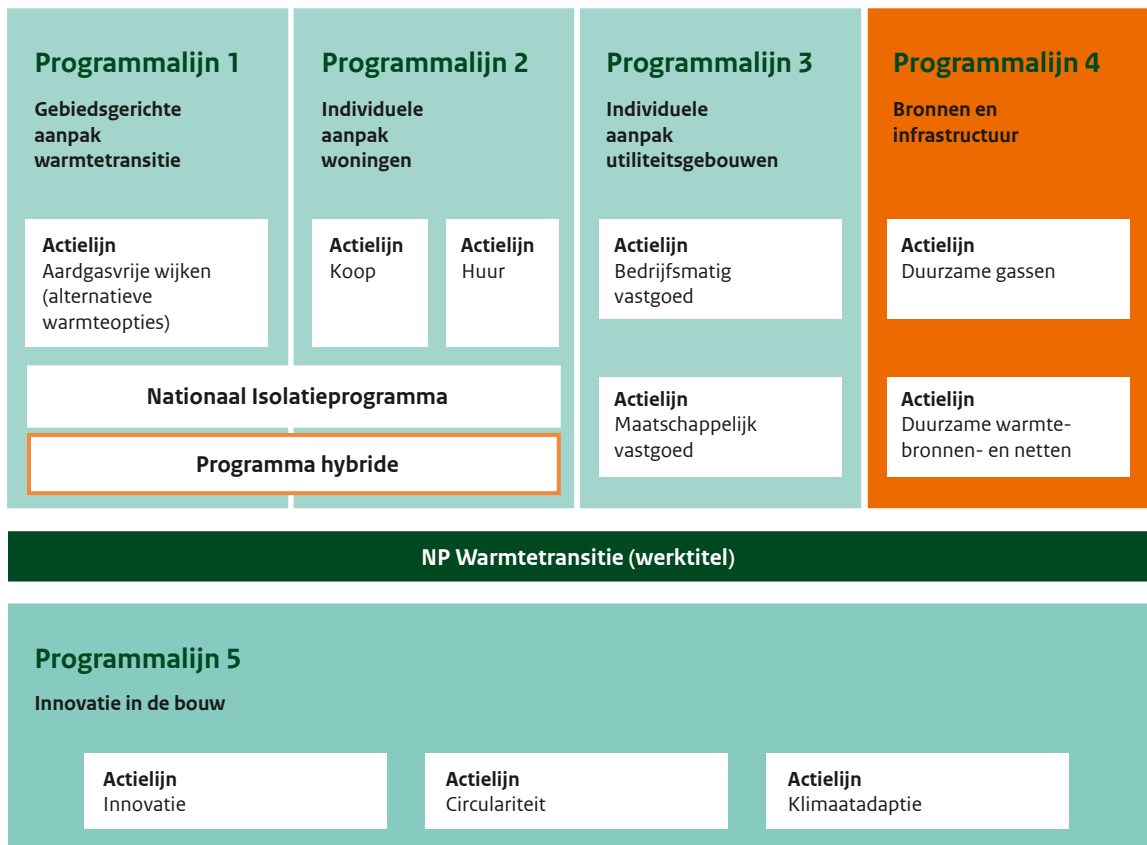 Programmalijn 1
Gebiedsgerichte
aanpak
warmtetransitie
Actielijn
Aardgasvrije wijken
(alternatieve
warmteopties)
Programmalijn 2
Individuele
aanpak
woningen
Actielijn
Koop
Actielijn
Huur
Nationaal Isolatieprogramma
Programma hybride
Programmalijn 3
Individuele
aanpak
utiliteitsgebouwen
Actielijn
Bedrijfsmatig
vastgoed
Actielijn
Maatschappelijk
vastgoed
Programmalijn 4
Bronnen en
infrastructuur
Actielijn
Duurzame gassen
Actielijn
Duurzame warmte-
bronnen- en netten
NP Warmtetransitie (werktitel)
Programmalijn 5
Innovatie in de bouw
Actielijn
Innovatie
Actielijn
Circulariteit
Actielijn
Klimaatadaptie